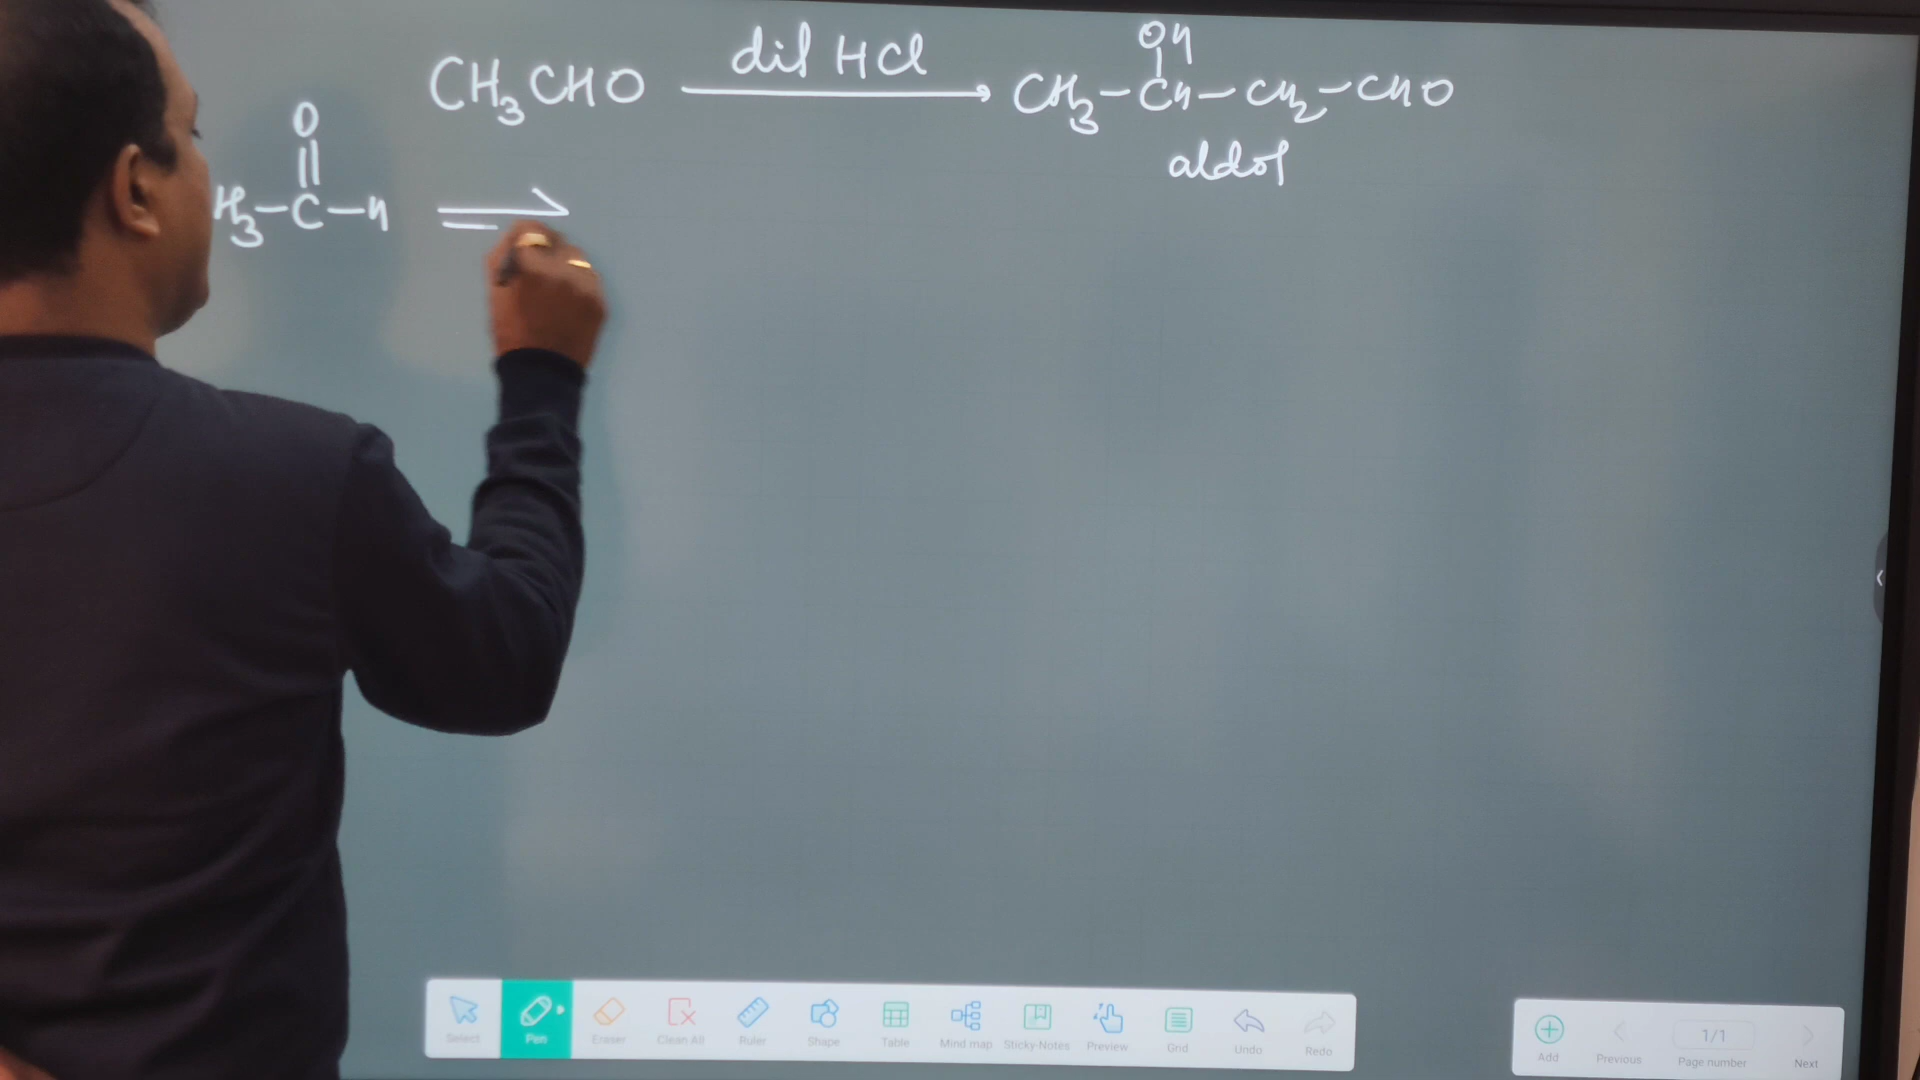 OH
CH3CHO dil HCl → CH3-CH-CH2-CHO
aldol
O
H3-C-H ⇌
Select Pen Eraser Clean All Ruler Shape Table Mind map Sticky-Notes Preview Grid Undo Redo
Add Previous 1/1 Page number Next